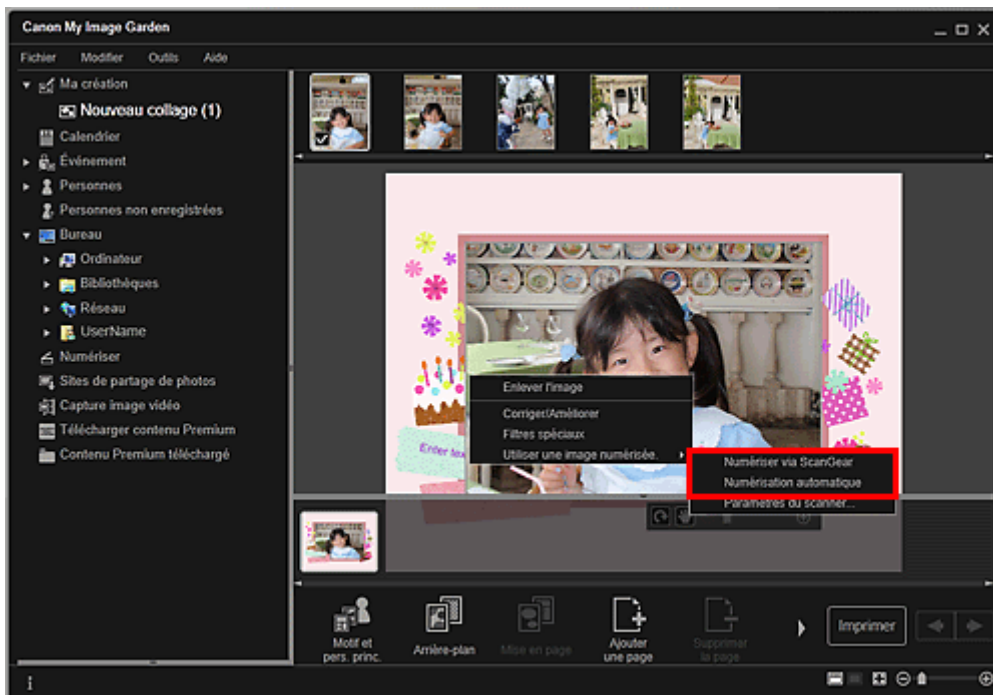 Canon My Image Garden
Fichier Modifier Outils Aide
Ma création
Nouveau collage (1)
Calendrier
Événement
Personnes
Personnes non enregistrées
Bureau
Ordinateur
Bibliothèques
Réseau
UserName
Numériser
Sites de partage de photos
Capture image vidéo
Télécharger contenu Premium
Contenu Premium téléchargé
Enter
Enlever l'image
Corriger/Améliorer
Filtres spéciaux
Utiliser une image numérisée.
Numériser via ScanGear
Numérisation automatique
Paramètres du scanner...
Motif et
pers. princ.
Arrière-plan
Mise en page
Ajouter
une page
Supprimer
la page
Imprimer